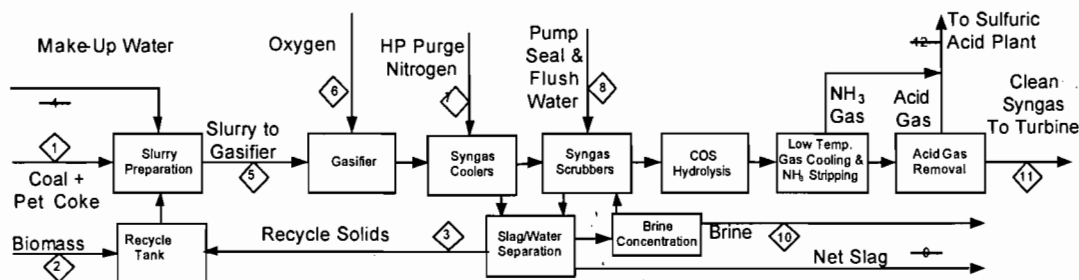 To Sulfuric
Acid Plant
Make-Up Water
Oxygen
HP Purge
Nitrogen
Pump
Seal &
Flush
Water
12
Clean
Syngas
To Turbine
4
6
7
8
NH3
Gas
Acid
Gas
1
Slurry
Preparation
Slurry to
Gasifier
5
Gasifier
Syngas
Coolers
Syngas
Scrubbers
COS
Hydrolysis
Low Temp.
Gas Cooling &
NH3 Stripping
Acid Gas
Removal
11
Coal +
Pet Coke
Biomass
2
Recycle
Tank
Recycle Solids
3
Slag/Water
Separation
Brine
Concentration
Brine
10
Net Slag
9